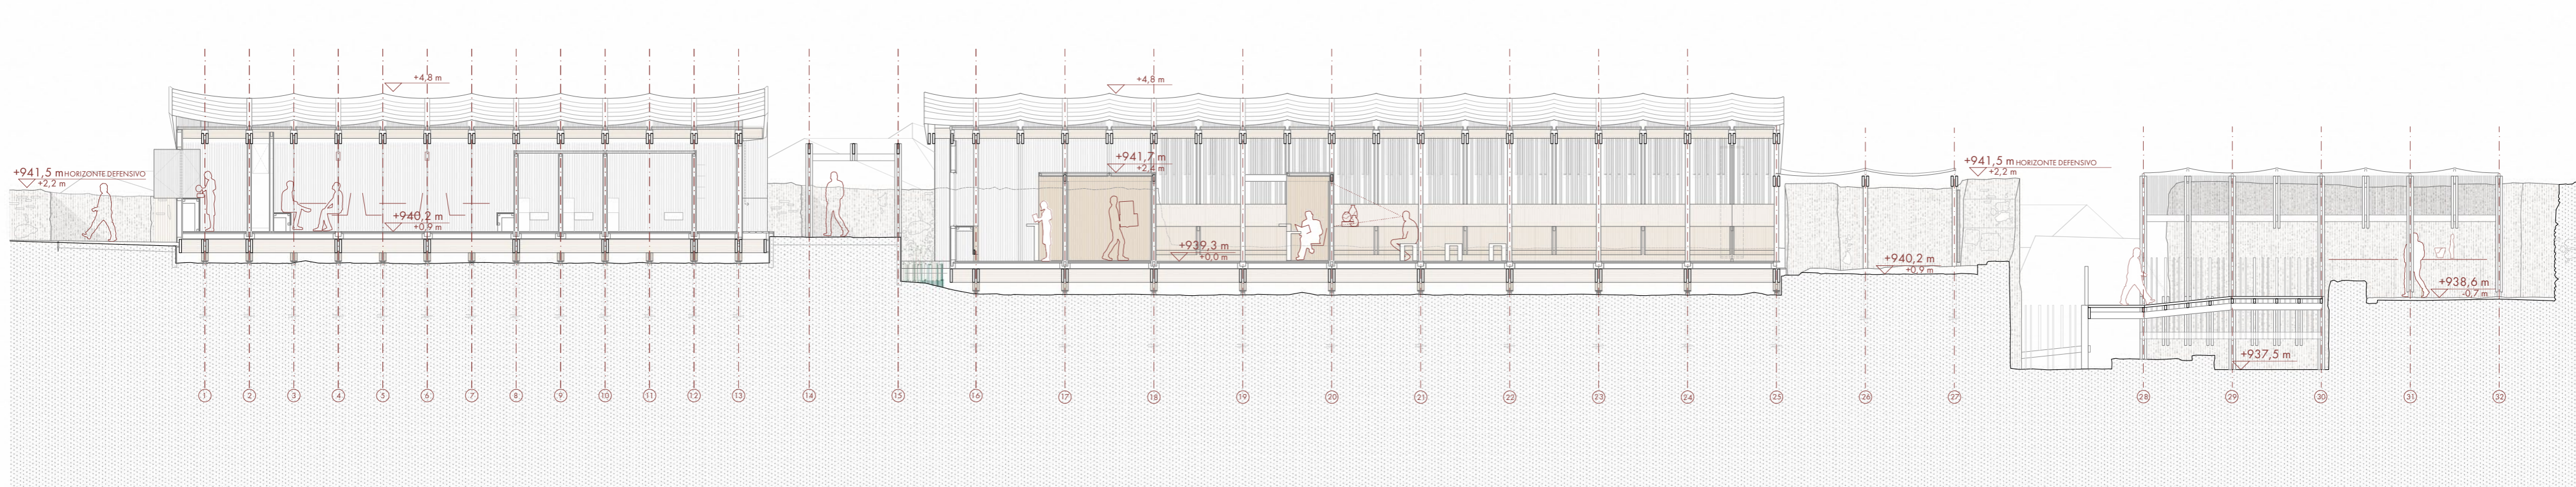 +4,8 m
+4,8 m
+941,5 m HORIZONTE DEFENSIVO
+2,2 m
+941,7 m
+2,4 m
+941,5 m HORIZONTE DEFENSIVO
+2,2 m
+940,2 m
+0,9 m
+939,3 m
+0,0 m
+940,2 m
+0,9 m
+938,6 m
-0,7 m
+937,5 m
1 2 3 4 5 6 7 8 9 10 11 12 13 14 15 16 17 18 19 20 21 22 23 24 25 26 27 28 29 30 31 32